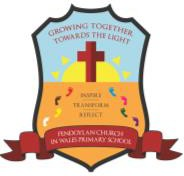 GROWING TOGETHER
TOWARDS THE LIGHT
INSPIRE
TRANSFORM
REFLECT
PENDOYLAN CHURCH
IN WALES PRIMARY SCHOOL